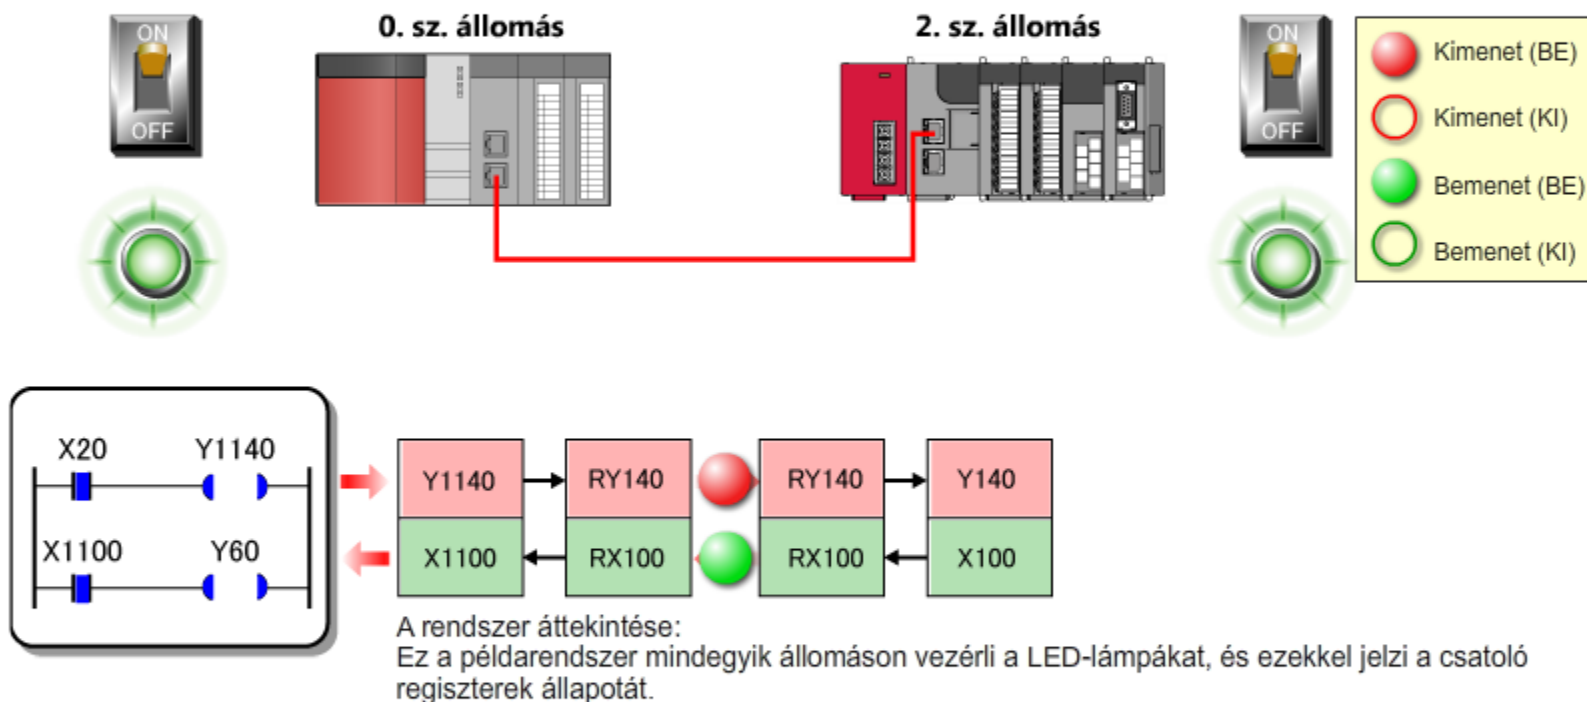 0. sz. állomás
2. sz. állomás
ON
OFF
ON
OFF
Kimenet (BE)
Kimenet (KI)
Bemenet (BE)
Bemenet (KI)
X20 Y1140
X1100 Y60
Y1140 RY140 RY140 Y140
X1100 RX100 RX100 X100
A rendszer áttekintése:
Ez a példarendszer mindegyik állomáson vezérli a LED-lámpákat, és ezekkel jelzi a csatoló
regiszterek állapotát.